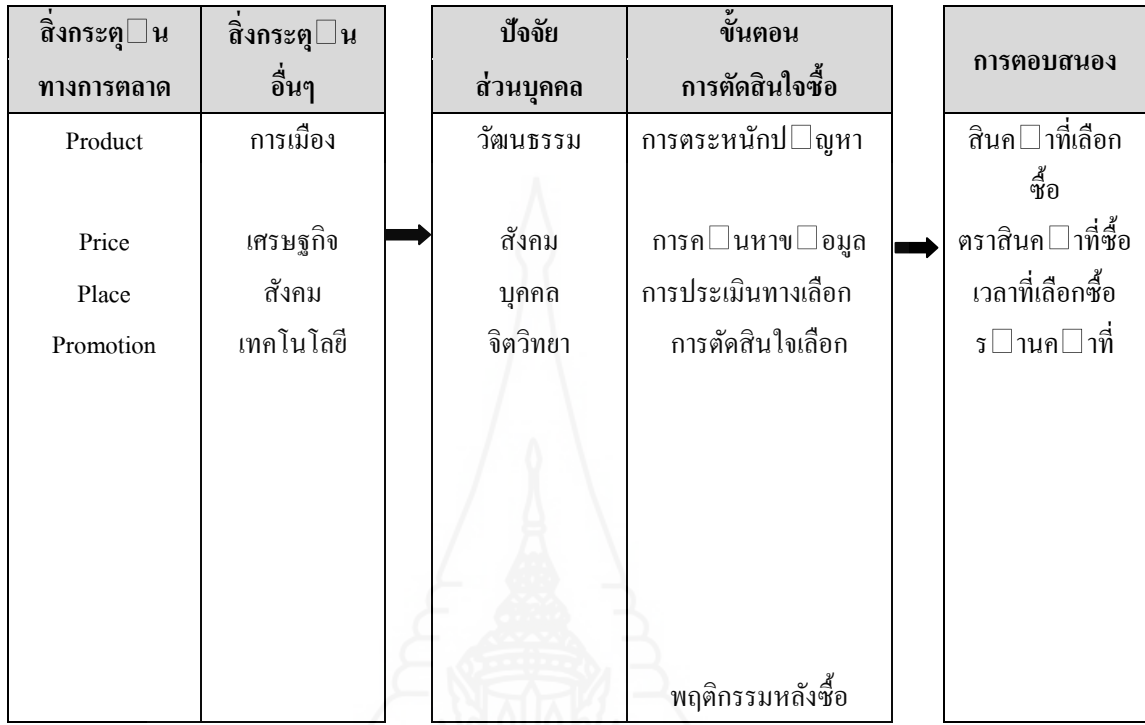 สิ่งกระตุ□น ทางการตลาด
สิ่งกระตุ□น อื่นๆ
ปัจจัย ส่วนบุคคล
ขั้นตอน การตัดสินใจซื้อ
การตอบสนอง
Product การเมือง วัฒนธรรม การตระหนักป□ญหา สินค□าที่เลือก
ซื้อ
Price เศรษฐกิจ สังคม การค□นหาข□อมูล ตราสินค□าที่ซื้อ
Place สังคม บุคคล การประเมินทางเลือก เวลาที่เลือกซื้อ
Promotion เทคโนโลยี จิตวิทยา การตัดสินใจเลือก ร□านค□าที่
พฤติกรรมหลังซื้อ